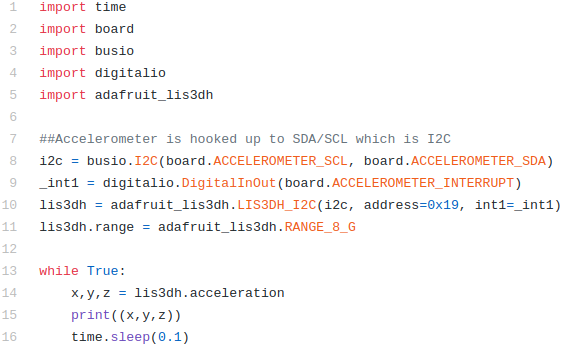 1 import time
2 import board
3 import busio
4 import digitalio
5 import adafruit_lis3dh
6
7 ##Accelerometer is hooked up to SDA/SCL which is I2C
8 i2c = busio.I2C(board.ACCELEROMETER_SCL, board.ACCELEROMETER_SDA)
9 _int1 = digitalio.DigitalInOut(board.ACCELEROMETER_INTERRUPT)
10 lis3dh = adafruit_lis3dh.LIS3DH_I2C(i2c, address=0x19, int1=_int1)
11 lis3dh.range = adafruit_lis3dh.RANGE_8_G
12
13 while True:
14     x,y,z = lis3dh.acceleration
15     print((x,y,z))
16     time.sleep(0.1)